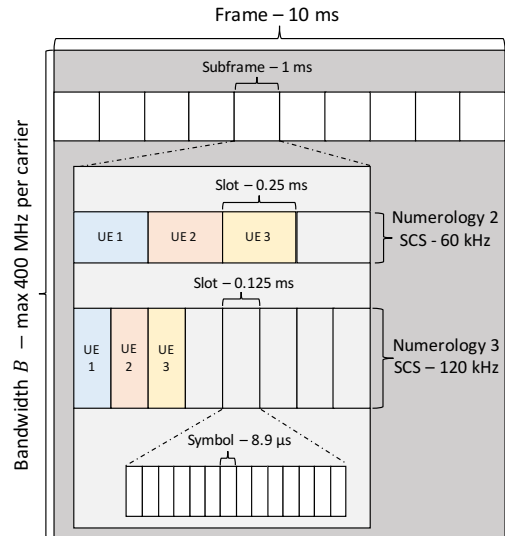 Frame – 10 ms
Subframe – 1 ms
Bandwidth B – max 400 MHz per carrier
Slot – 0.25 ms
UE 1
UE 2
UE 3
Numerology 2
SCS - 60 kHz
Slot – 0.125 ms
UE
1
UE
2
UE
3
Numerology 3
SCS – 120 kHz
Symbol – 8.9 μs